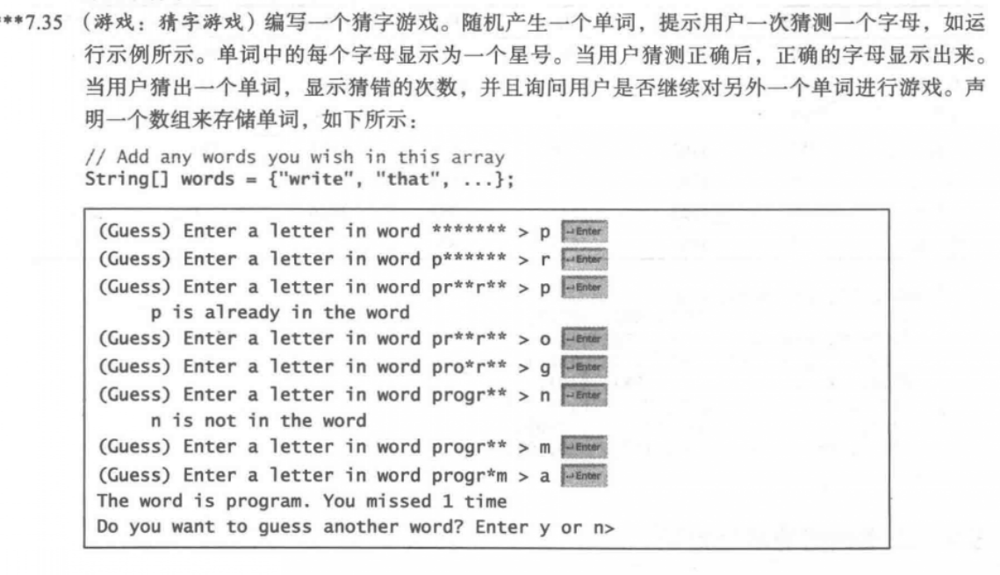 **7.35 （游戏：猜字游戏）编写一个猜字游戏。随机产生一个单词，提示用户一次猜测一个字母，如运
行示例所示。单词中的每个字母显示为一个星号。当用户猜测正确后，正确的字母显示出来。
当用户猜出一个单词，显示猜错的次数，并且询问用户是否继续对另外一个单词进行游戏。声
明一个数组来存储单词，如下所示：
// Add any words you wish in this array
String[] words = {"write", "that", ...};
(Guess) Enter a letter in word ******* > p ↵Enter
(Guess) Enter a letter in word p****** > r ↵Enter
(Guess) Enter a letter in word pr**r** > p ↵Enter
p is already in the word
(Guess) Enter a letter in word pr**r** > o ↵Enter
(Guess) Enter a letter in word pro*r** > g ↵Enter
(Guess) Enter a letter in word progr** > n ↵Enter
n is not in the word
(Guess) Enter a letter in word progr** > m ↵Enter
(Guess) Enter a letter in word progr*m > a ↵Enter
The word is program. You missed 1 time
Do you want to guess another word? Enter y or n>